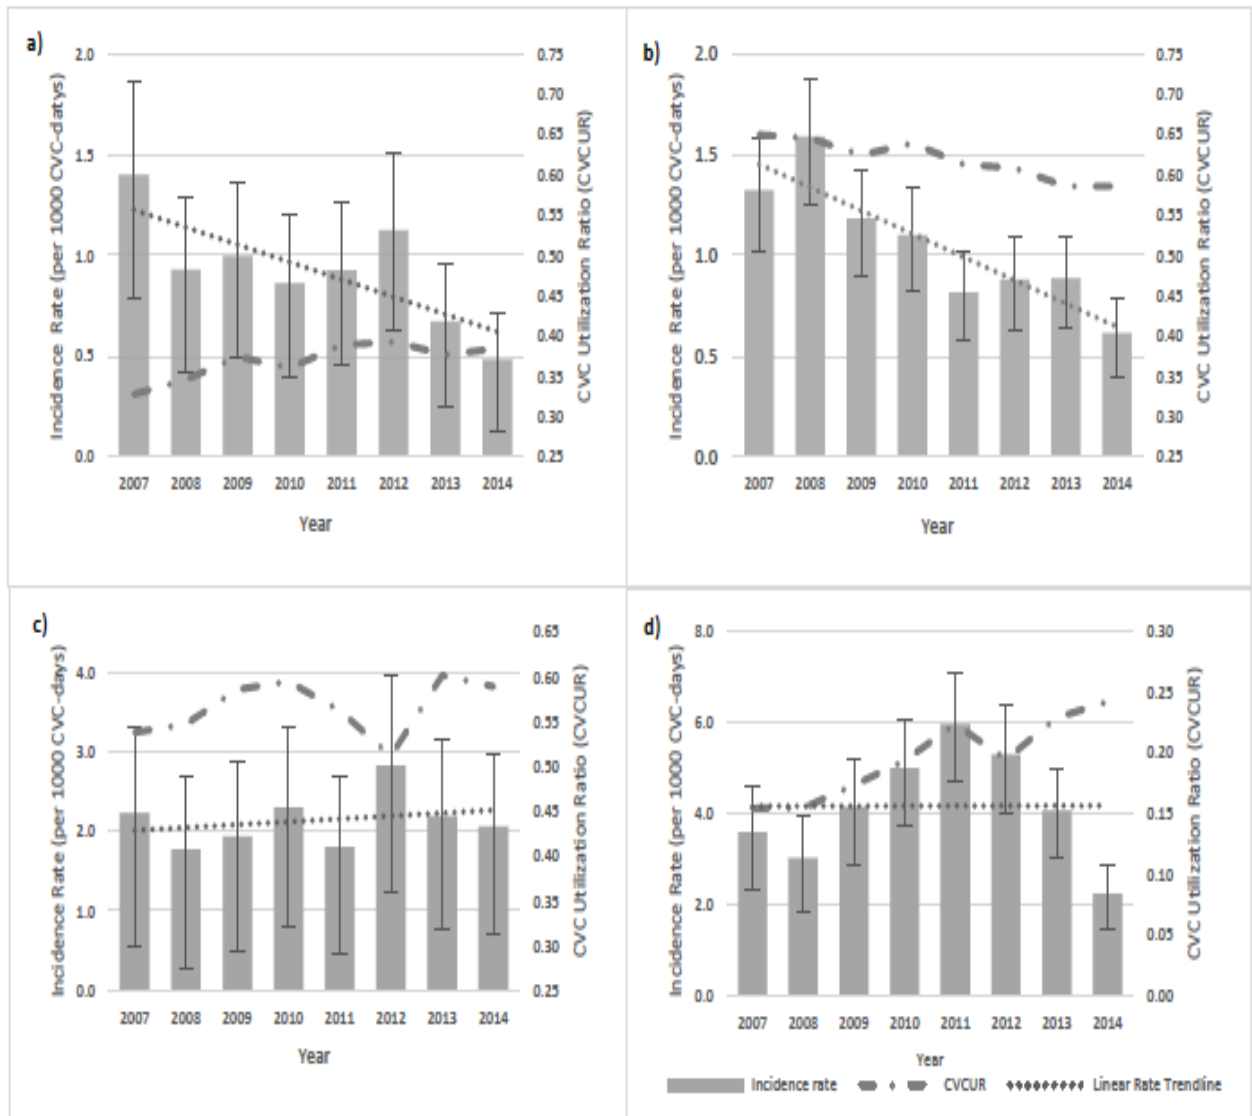 a)
Incidence Rate (per 1000 CVC-datys)
2.0
1.5
1.0
0.5
0.0
0.75
0.70
0.65
0.60
0.55
0.50
0.45
0.40
0.35
0.30
0.25
CVC Utilization Ratio (CVCUR)
2007 2008 2009 2010 2011 2012 2013 2014
Year
b)
Incidence Rate (per 1000 CVC-datys)
2.0
1.5
1.0
0.5
0.0
0.75
0.70
0.65
0.60
0.55
0.50
0.45
0.40
0.35
0.30
0.25
CVC Utilization Ratio (CVCUR)
2007 2008 2009 2010 2011 2012 2013 2014
Year
c)
Incidence Rate (per 1000 CVC-days)
4.0
3.0
2.0
1.0
0.0
0.65
0.60
0.55
0.50
0.45
0.40
0.35
0.30
0.25
CVC Utilization Ratio (CVCUR)
2007 2008 2009 2010 2011 2012 2013 2014
Year
d)
Incidence Rate (per 1000 CVC-days)
8.0
6.0
4.0
2.0
0.0
0.30
0.25
0.20
0.15
0.10
0.05
0.00
CVC Utilization Ratio (CVCUR)
2007 2008 2009 2010 2011 2012 2013 2014
Year
Incidence rate CVCUR Linear Rate Trendline